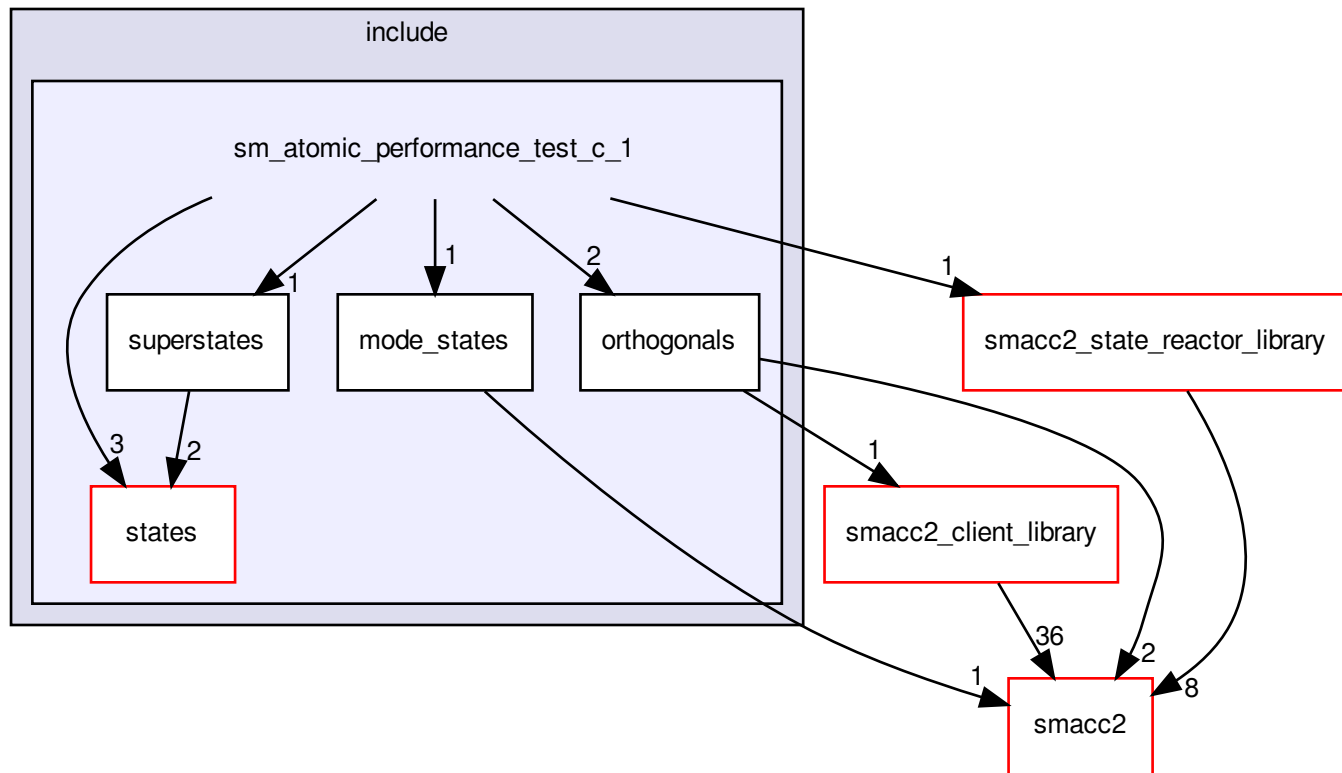 include
sm_atomic_performance_test_c_1
1
2
1
1
superstates
mode_states
orthogonals
smacc2_state_reactor_library
3
2
1
states
smacc2_client_library
36
2
1
8
smacc2